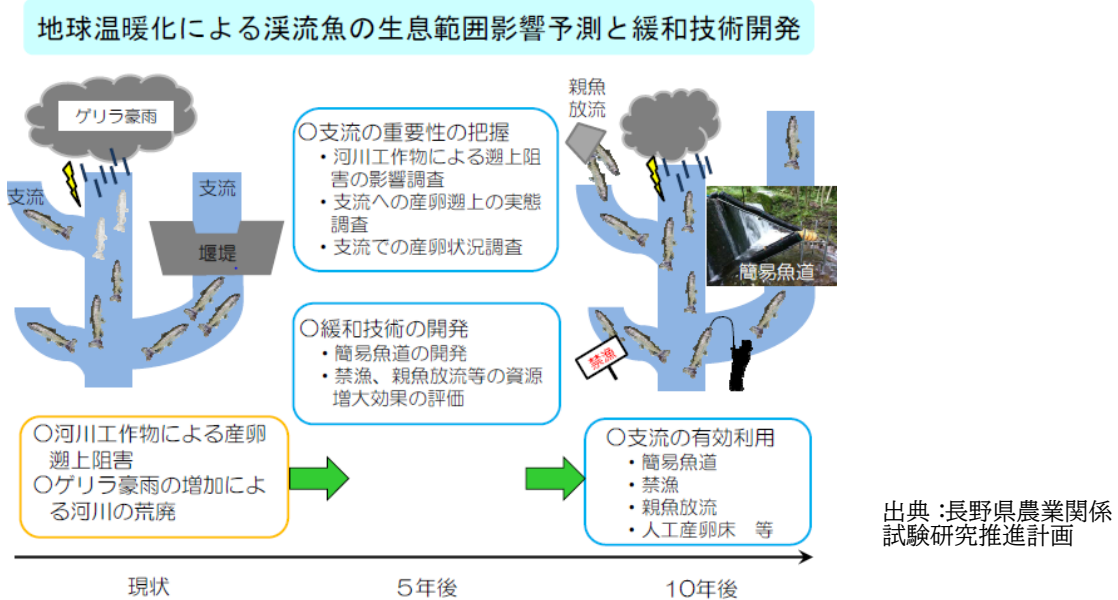 地球温暖化による渓流魚の生息範囲影響予測と緩和技術開発
ゲリラ豪雨
支流
支流
堰堤
〇支流の重要性の把握
・河川工作物による遡上阻
害の影響調査
・支流への産卵遡上の実態
調査
・支流での産卵状況調査
〇緩和技術の開発
・簡易魚道の開発
・禁漁、親魚放流等の資源
増大効果の評価
親魚
放流
簡易魚道
禁漁
〇河川工作物による産卵
遡上阻害
〇ゲリラ豪雨の増加によ
る河川の荒廃
〇支流の有効利用
・簡易魚道
・禁漁
・親魚放流
・人工産卵床　等
現状
5年後
10年後
出典：長野県農業関係
試験研究推進計画